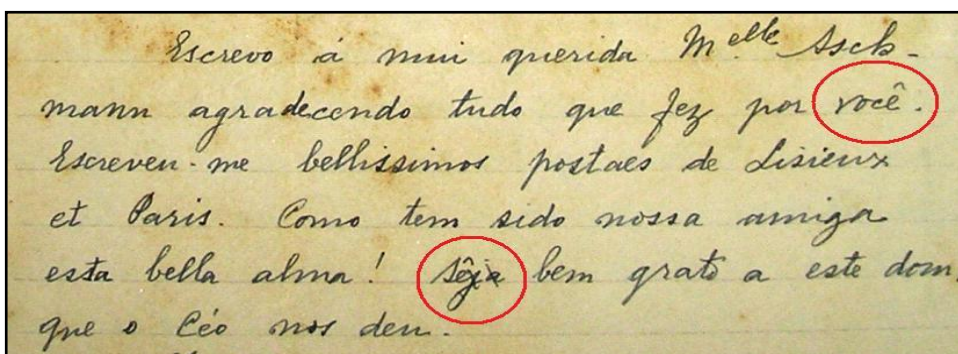 Escrevo á mui querida M.elle Asch-
mann agradecendo tudo que fez por você.
Escreveu-me bellissimos postaes de Lisieux
et Paris. Como tem sido nossa amiga
esta bella alma! Sêja bem grato a este dom,
que o Céo nos deu.